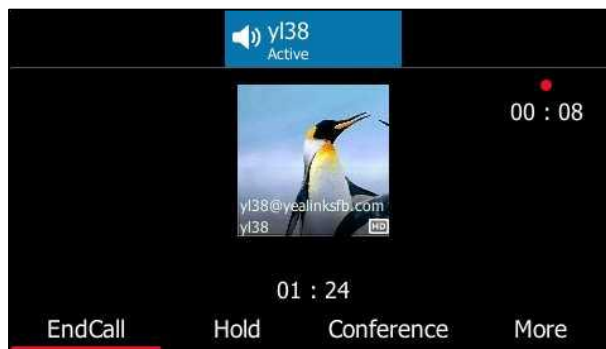 yl38
Active
00 : 08
yl38@yealinksfb.com
yl38 HD
01 : 24
EndCall Hold Conference More